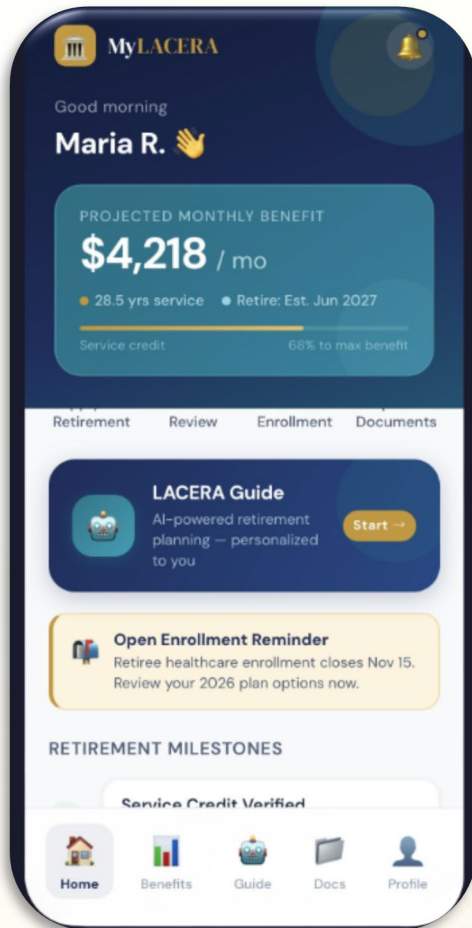 MyLACERA
Good morning
Maria R. 👋
PROJECTED MONTHLY BENEFIT
$4,218 / mo
28.5 yrs service Retire: Est. Jun 2027
Service credit 68% to max benefit
Retirement Review Enrollment Documents
LACERA Guide
AI-powered retirement
planning — personalized
to you
Start →
Open Enrollment Reminder
Retiree healthcare enrollment closes Nov 15.
Review your 2026 plan options now.
RETIREMENT MILESTONES
Service Credit Verified
Home Benefits Guide Docs Profile